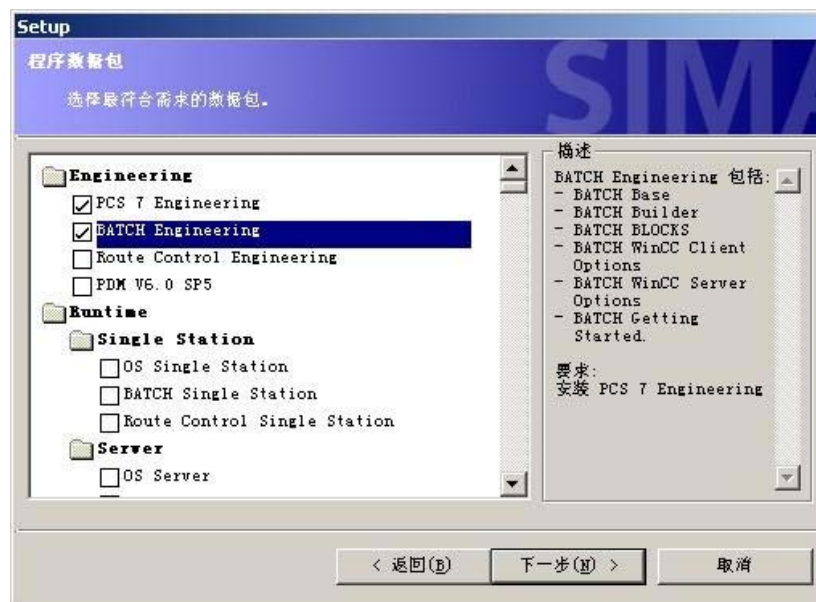 Setup
程序数据包
选择最符合需求的数据包。
SIMA
Engineering
PCS 7 Engineering
BATCH Engineering
Route Control Engineering
PDM V6.0 SP5
Runtime
Single Station
OS Single Station
BATCH Single Station
Route Control Single Station
Server
OS Server
描述
BATCH Engineering 包括:
- BATCH Base
- BATCH Builder
- BATCH BLOCKS
- BATCH WinCC Client
Options
- BATCH WinCC Server
Options
- BATCH Getting
Started.
要求:
安装 PCS 7 Engineering
< 返回(B)
下一步(N) >
取消